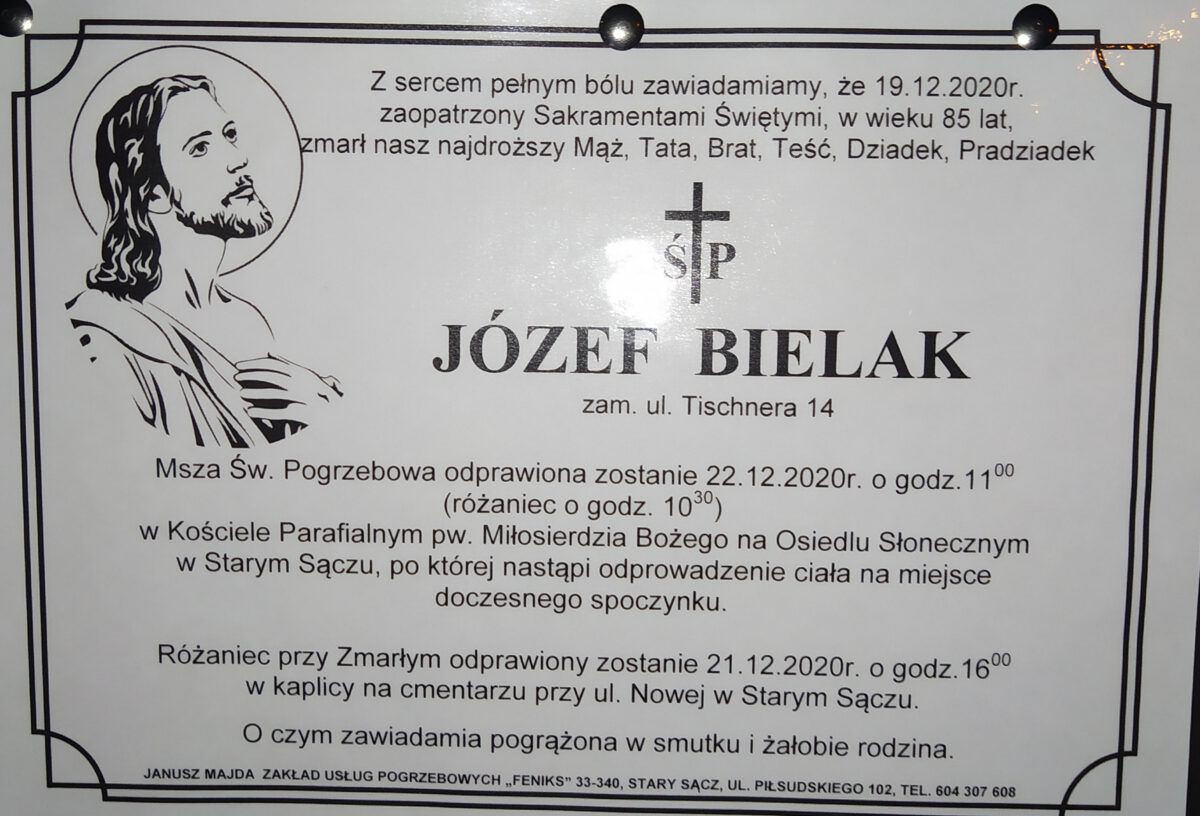 Z sercem pełnym bólu zawiadamiamy, że 19.12.2020r.
zaopatrzony Sakramentami Świętymi, w wieku 85 lat,
zmarł nasz najdroższy Mąż, Tata, Brat, Teść, Dziadek, Pradziadek
Ś P
JÓZEF BIELAK
zam. ul. Tischnera 14
Msza Św. Pogrzebowa odprawiona zostanie 22.12.2020r. o godz.11⁰⁰
(różaniec o godz. 10³⁰)
w Kościele Parafialnym pw. Miłosierdzia Bożego na Osiedlu Słonecznym
w Starym Sączu, po której nastąpi odprowadzenie ciała na miejsce
doczesnego spoczynku.
Różaniec przy Zmarłym odprawiony zostanie 21.12.2020r. o godz.16⁰⁰
w kaplicy na cmentarzu przy ul. Nowej w Starym Sączu.
O czym zawiadamia pogrążona w smutku i żałobie rodzina.
JANUSZ MAJDA ZAKŁAD USŁUG POGRZEBOWYCH „FENIKS” 33-340, STARY SĄCZ, UL. PIŁSUDSKIEGO 102, TEL. 604 307 608